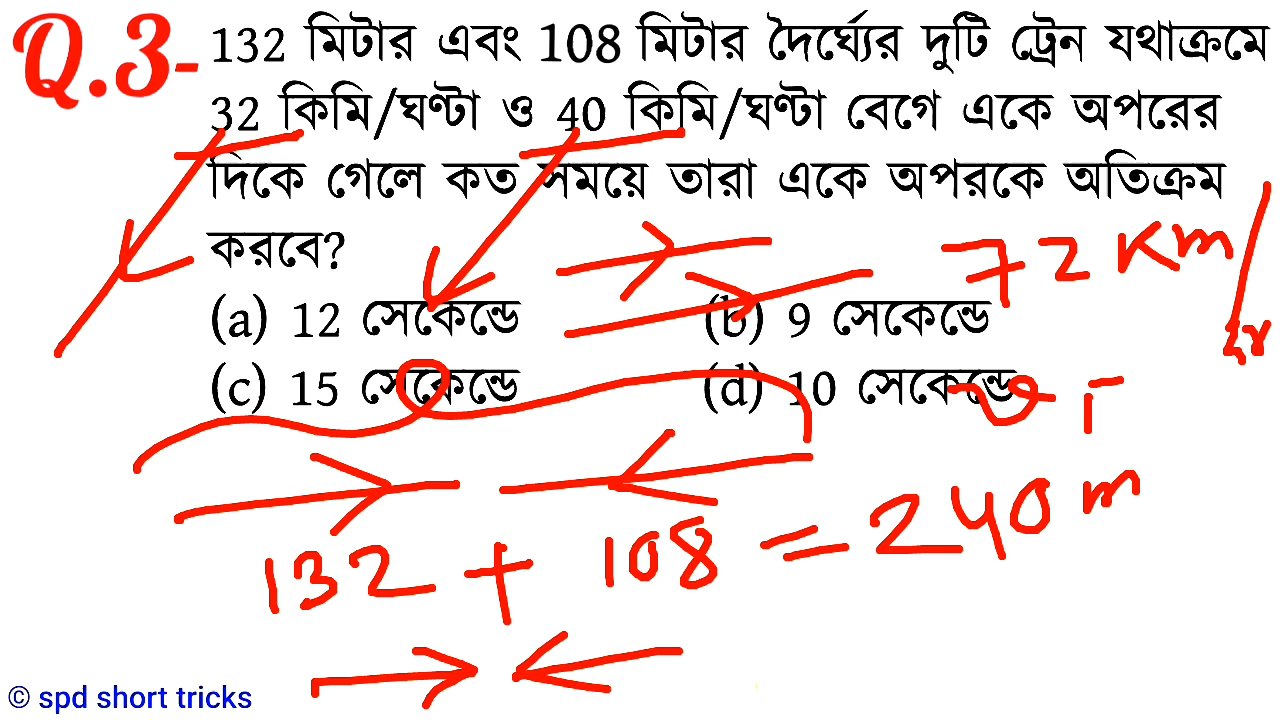 Q.3- 132 মিটার এবং 108 মিটার দৈর্ঘ্যের দুটি ট্রেন যথাক্রমে
32 কিমি/ঘণ্টা ও 40 কিমি/ঘণ্টা বেগে একে অপরের
দিকে গেলে কত সময়ে তারা একে অপরকে অতিক্রম
করবে?
72 Km/hr
(a) 12 সেকেন্ডে (b) 9 সেকেন্ডে
(c) 15 সেকেন্ডে (d) 10 সেকেন্ডে
132 + 108 = 240 m
© spd short tricks